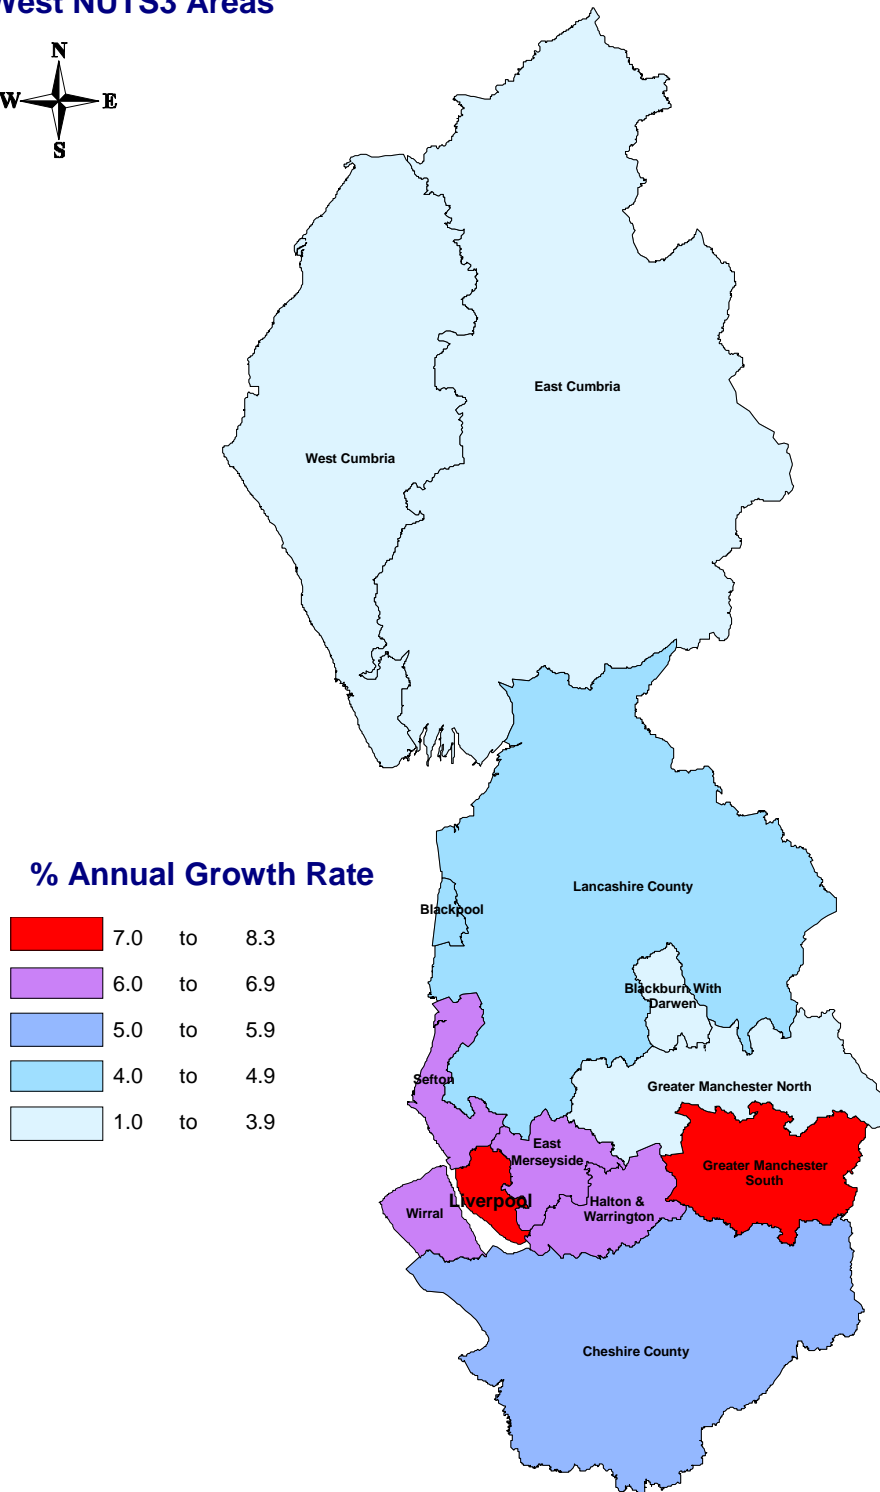 West NUTS3 Areas
N
W E
S
East Cumbria
West Cumbria
% Annual Growth Rate
7.0 to 8.3
6.0 to 6.9
5.0 to 5.9
4.0 to 4.9
1.0 to 3.9
Lancashire County
Blackpool
Blackburn With
Darwen
Sefton
Greater Manchester North
East
Merseyside
Greater Manchester
South
Liverpool
Halton &
Warrington
Wirral
Cheshire County